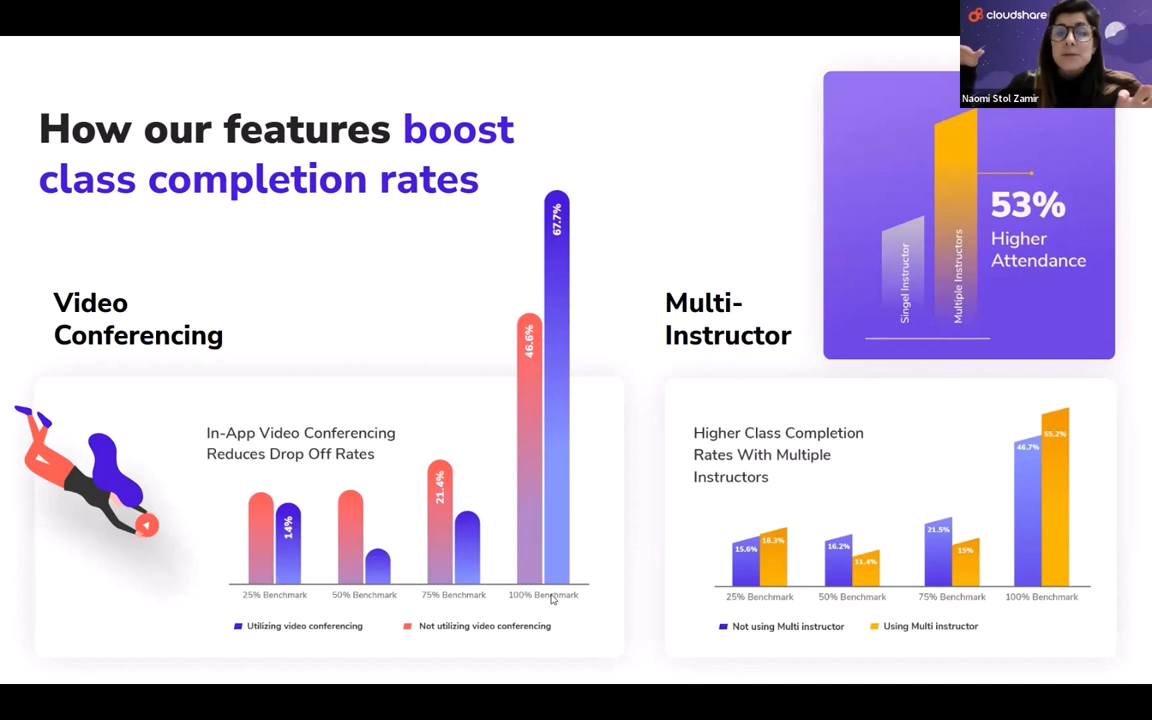 cloudshare
Naomi Stol Zamir
How our features boost
class completion rates
53%
Higher
Attendance
Singel Instructor
Multiple Instructors
Video
Conferencing
In-App Video Conferencing
Reduces Drop Off Rates
14%
21.4%
46.6%
67.7%
25% Benchmark
50% Benchmark
75% Benchmark
100% Benchmark
Utilizing video conferencing
Not utilizing video conferencing
Multi-
Instructor
Higher Class Completion
Rates With Multiple
Instructors
15.6%
18.3%
16.2%
11.4%
21.5%
15%
46.7%
55.2%
25% Benchmark
50% Benchmark
75% Benchmark
100% Benchmark
Not using Multi instructor
Using Multi instructor